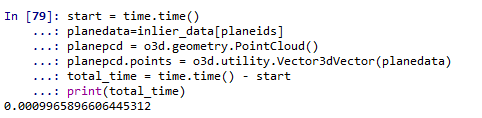 In [79]: start = time.time()
...: planedata=inlier_data[planeids]
...: planepcd = o3d.geometry.PointCloud()
...: planepcd.points = o3d.utility.Vector3dVector(planedata)
...: total_time = time.time() - start
...: print(total_time)
0.0009965896606445312